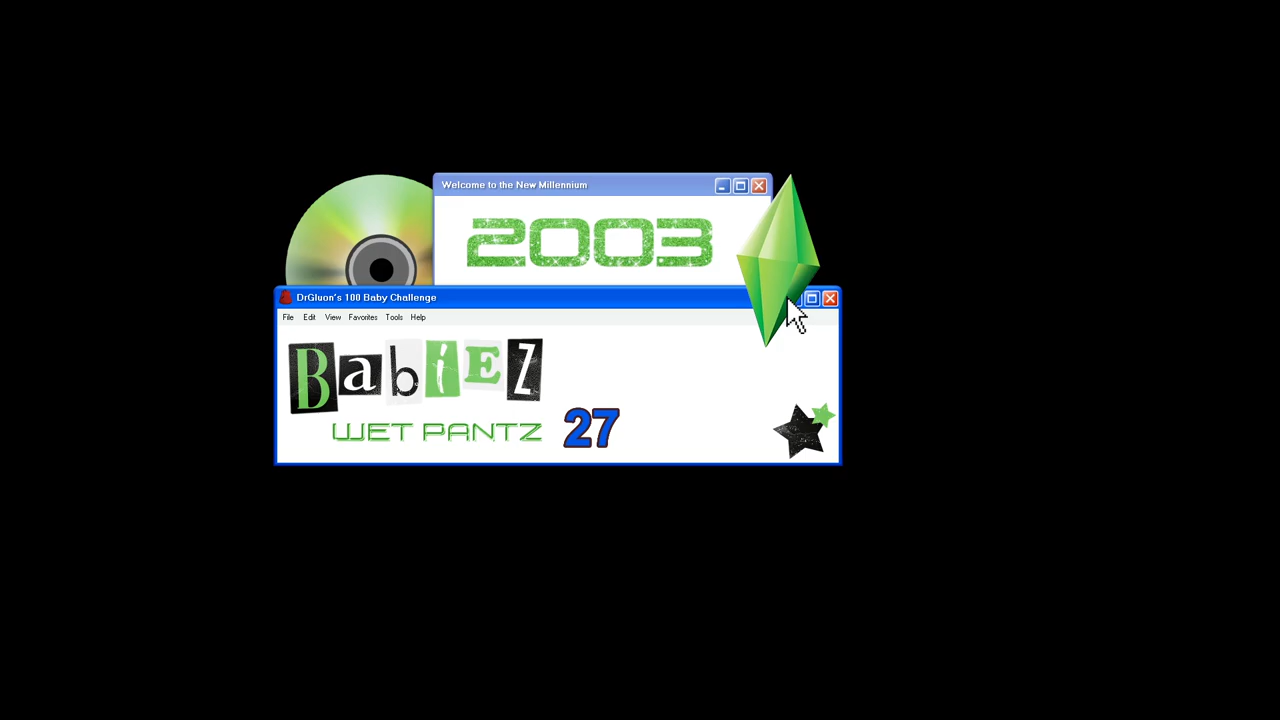 Welcome to the New Millennium
2003
DrGluon's 100 Baby Challenge
File Edit View Favorites Tools Help
BabiEZ
WET PANTZ 27